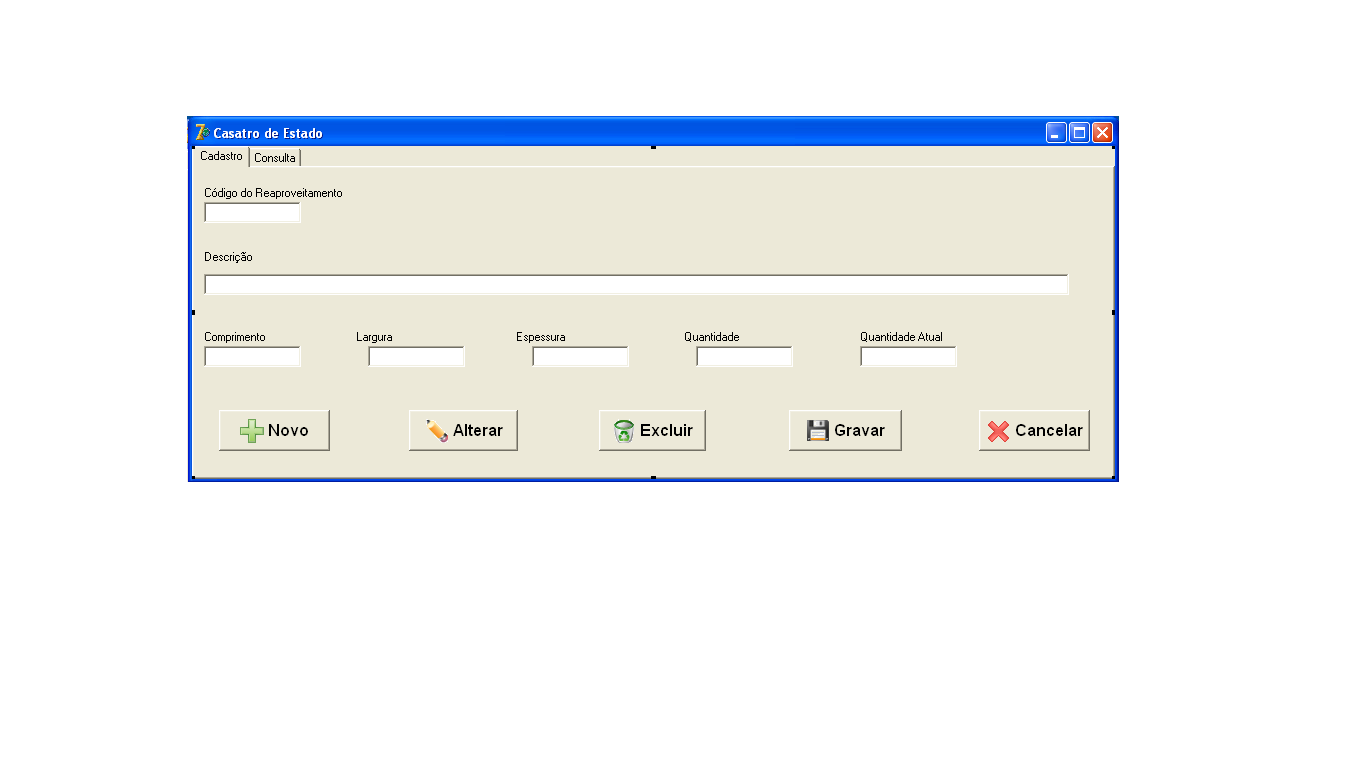 Casatro de Estado
Cadastro Consulta
Código do Reaproveitamento
Descrição
Comprimento Largura Espessura Quantidade Quantidade Atual
Novo Alterar Excluir Gravar Cancelar